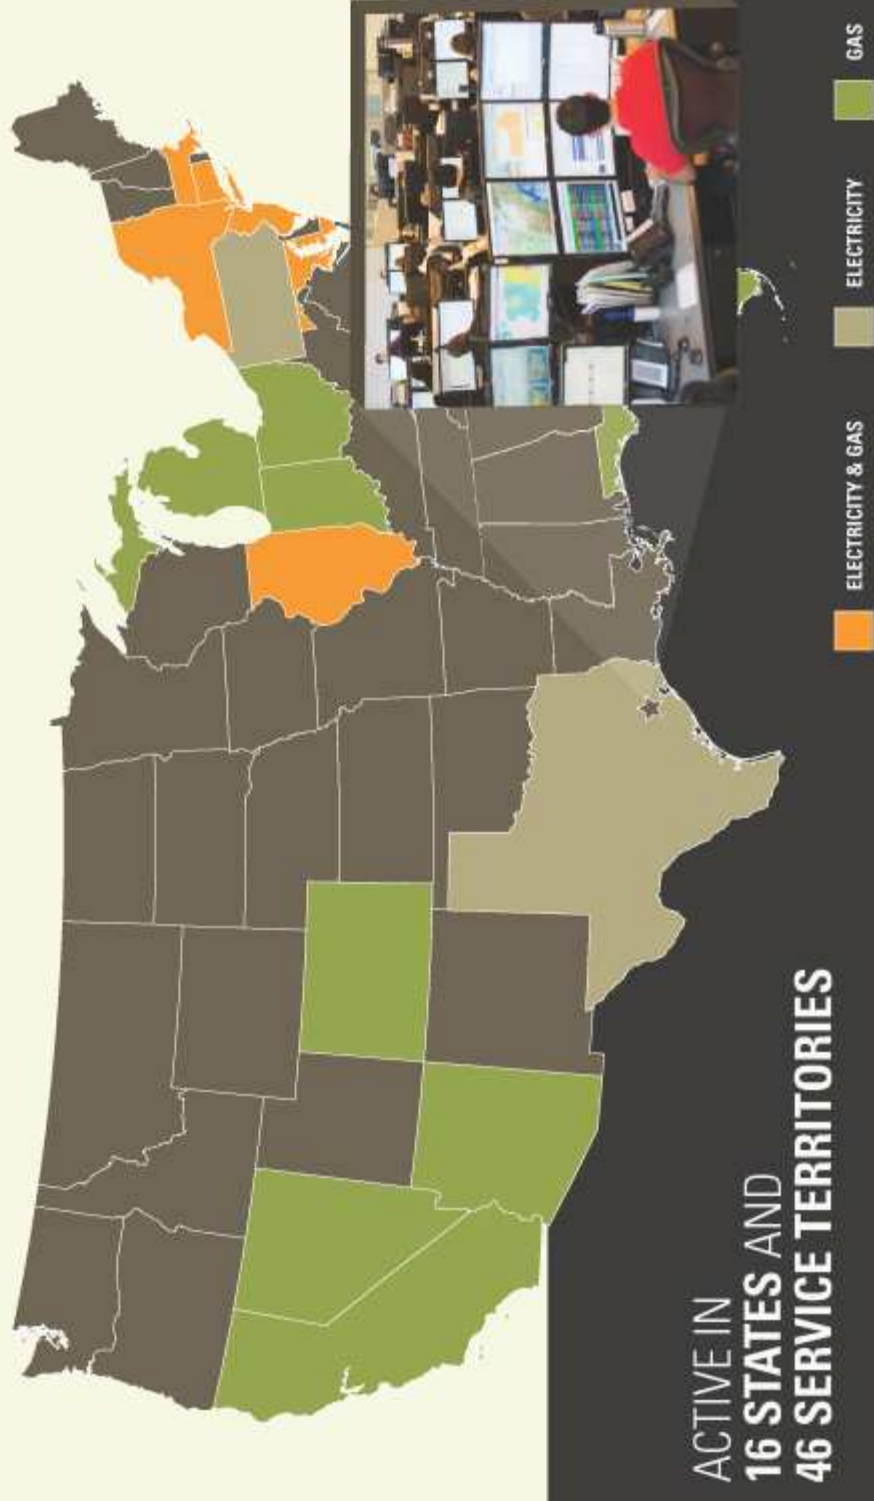 ACTIVE IN
16 STATES AND
46 SERVICE TERRITORIES
ELECTRICITY & GAS
ELECTRICITY
GAS